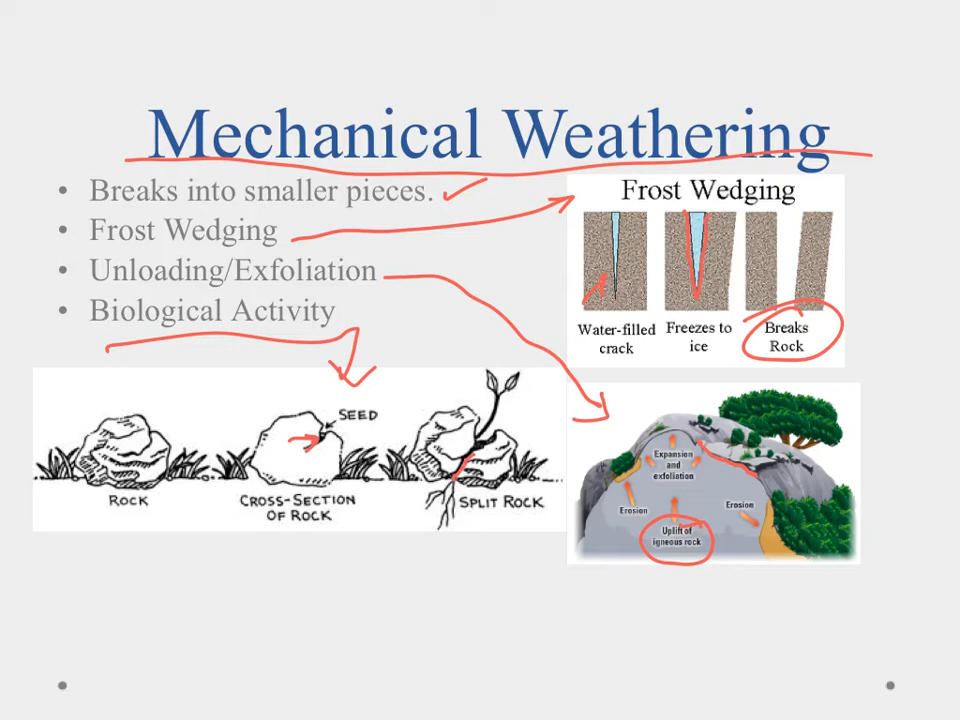 Mechanical Weathering
• Breaks into smaller pieces.
• Frost Wedging
• Unloading/Exfoliation
• Biological Activity
Frost Wedging
Water-filled
crack
Freezes to
ice
Breaks
Rock
SEED
ROCK
CROSS-SECTION
OF ROCK
SPLIT ROCK
Expansion
and
exfoliation
Erosion
Erosion
Uplift of
igneous rock